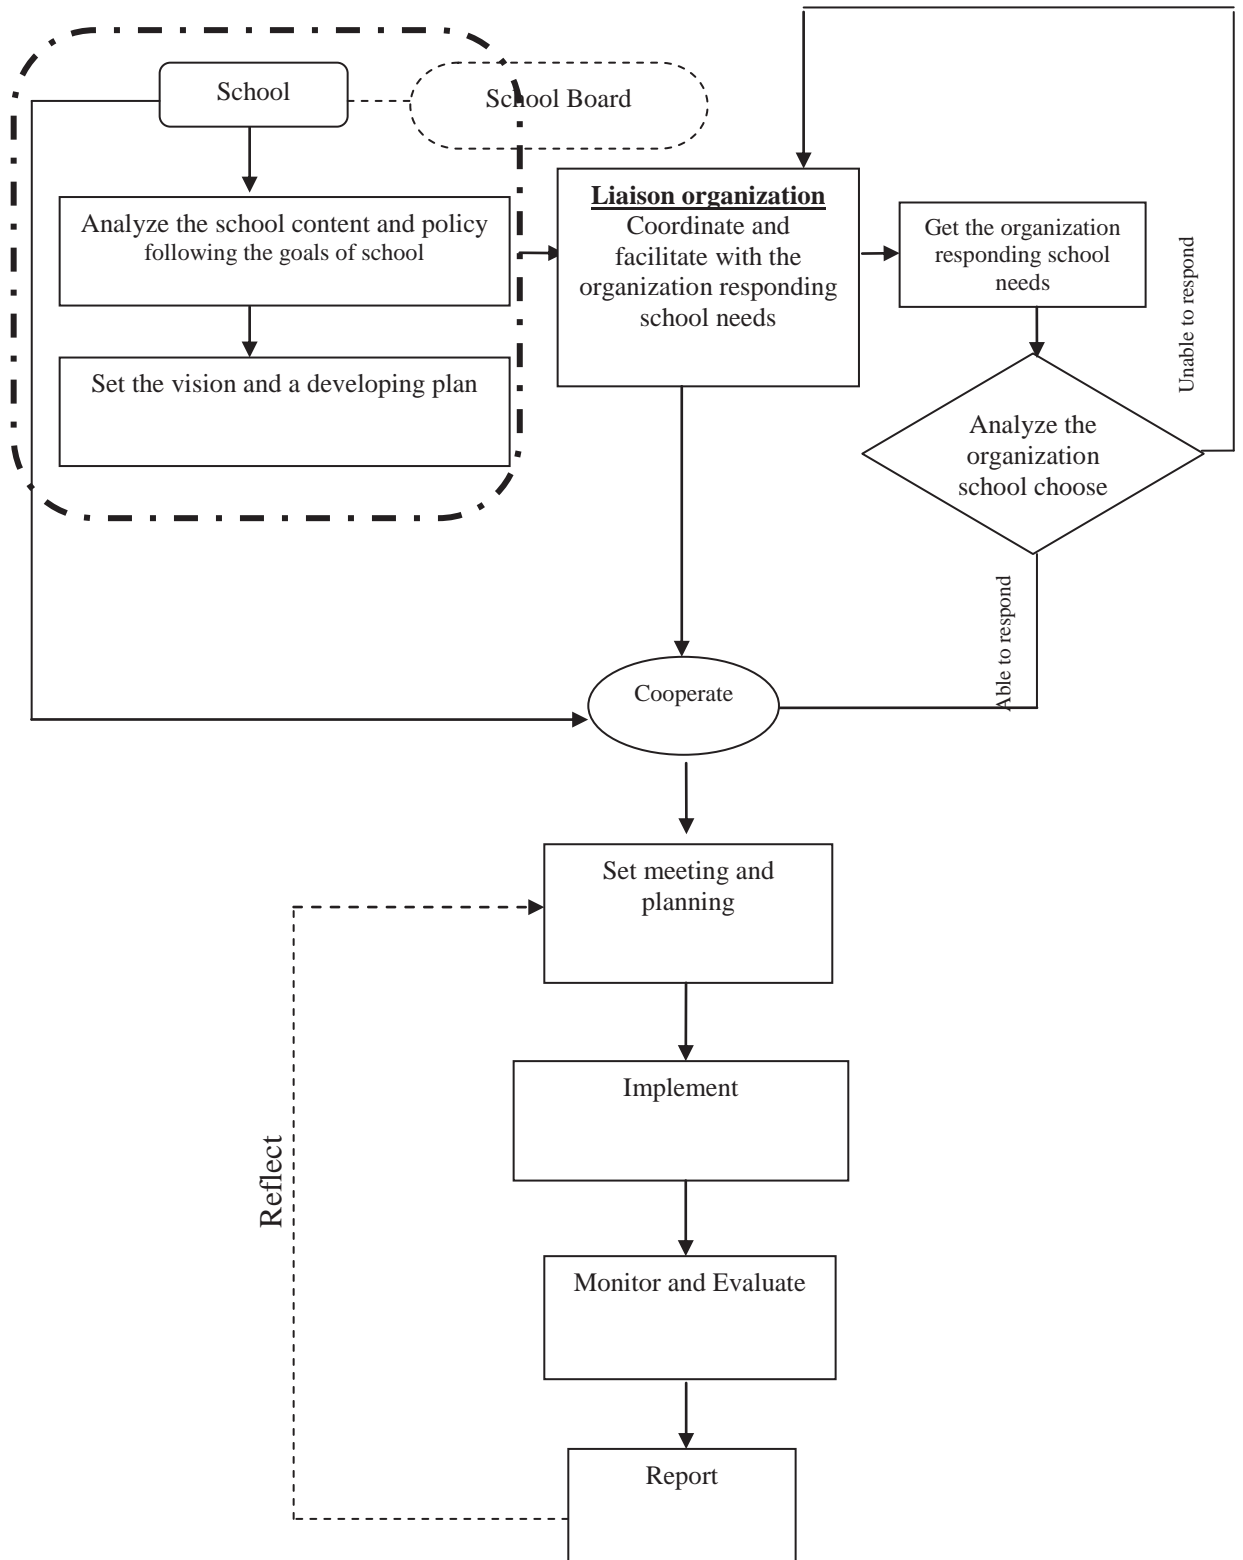 School
School Board
Analyze the school content and policy
following the goals of school
Set the vision and a developing plan
Liaison organization
Coordinate and
facilitate with the
organization responding
school needs
Get the organization
responding school
needs
Unable to respond
Analyze the
organization
school choose
Able to respond
Cooperate
Set meeting and
planning
Implement
Reflect
Monitor and Evaluate
Report